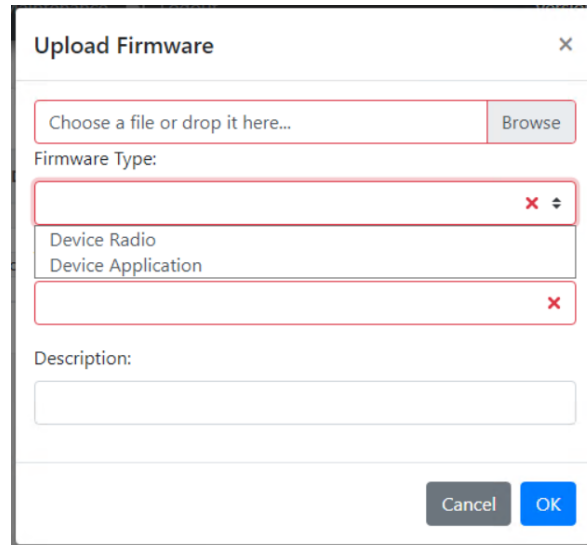 Upload Firmware ×
Choose a file or drop it here... Browse
Firmware Type:
Device Radio
Device Application
Description:
Cancel OK